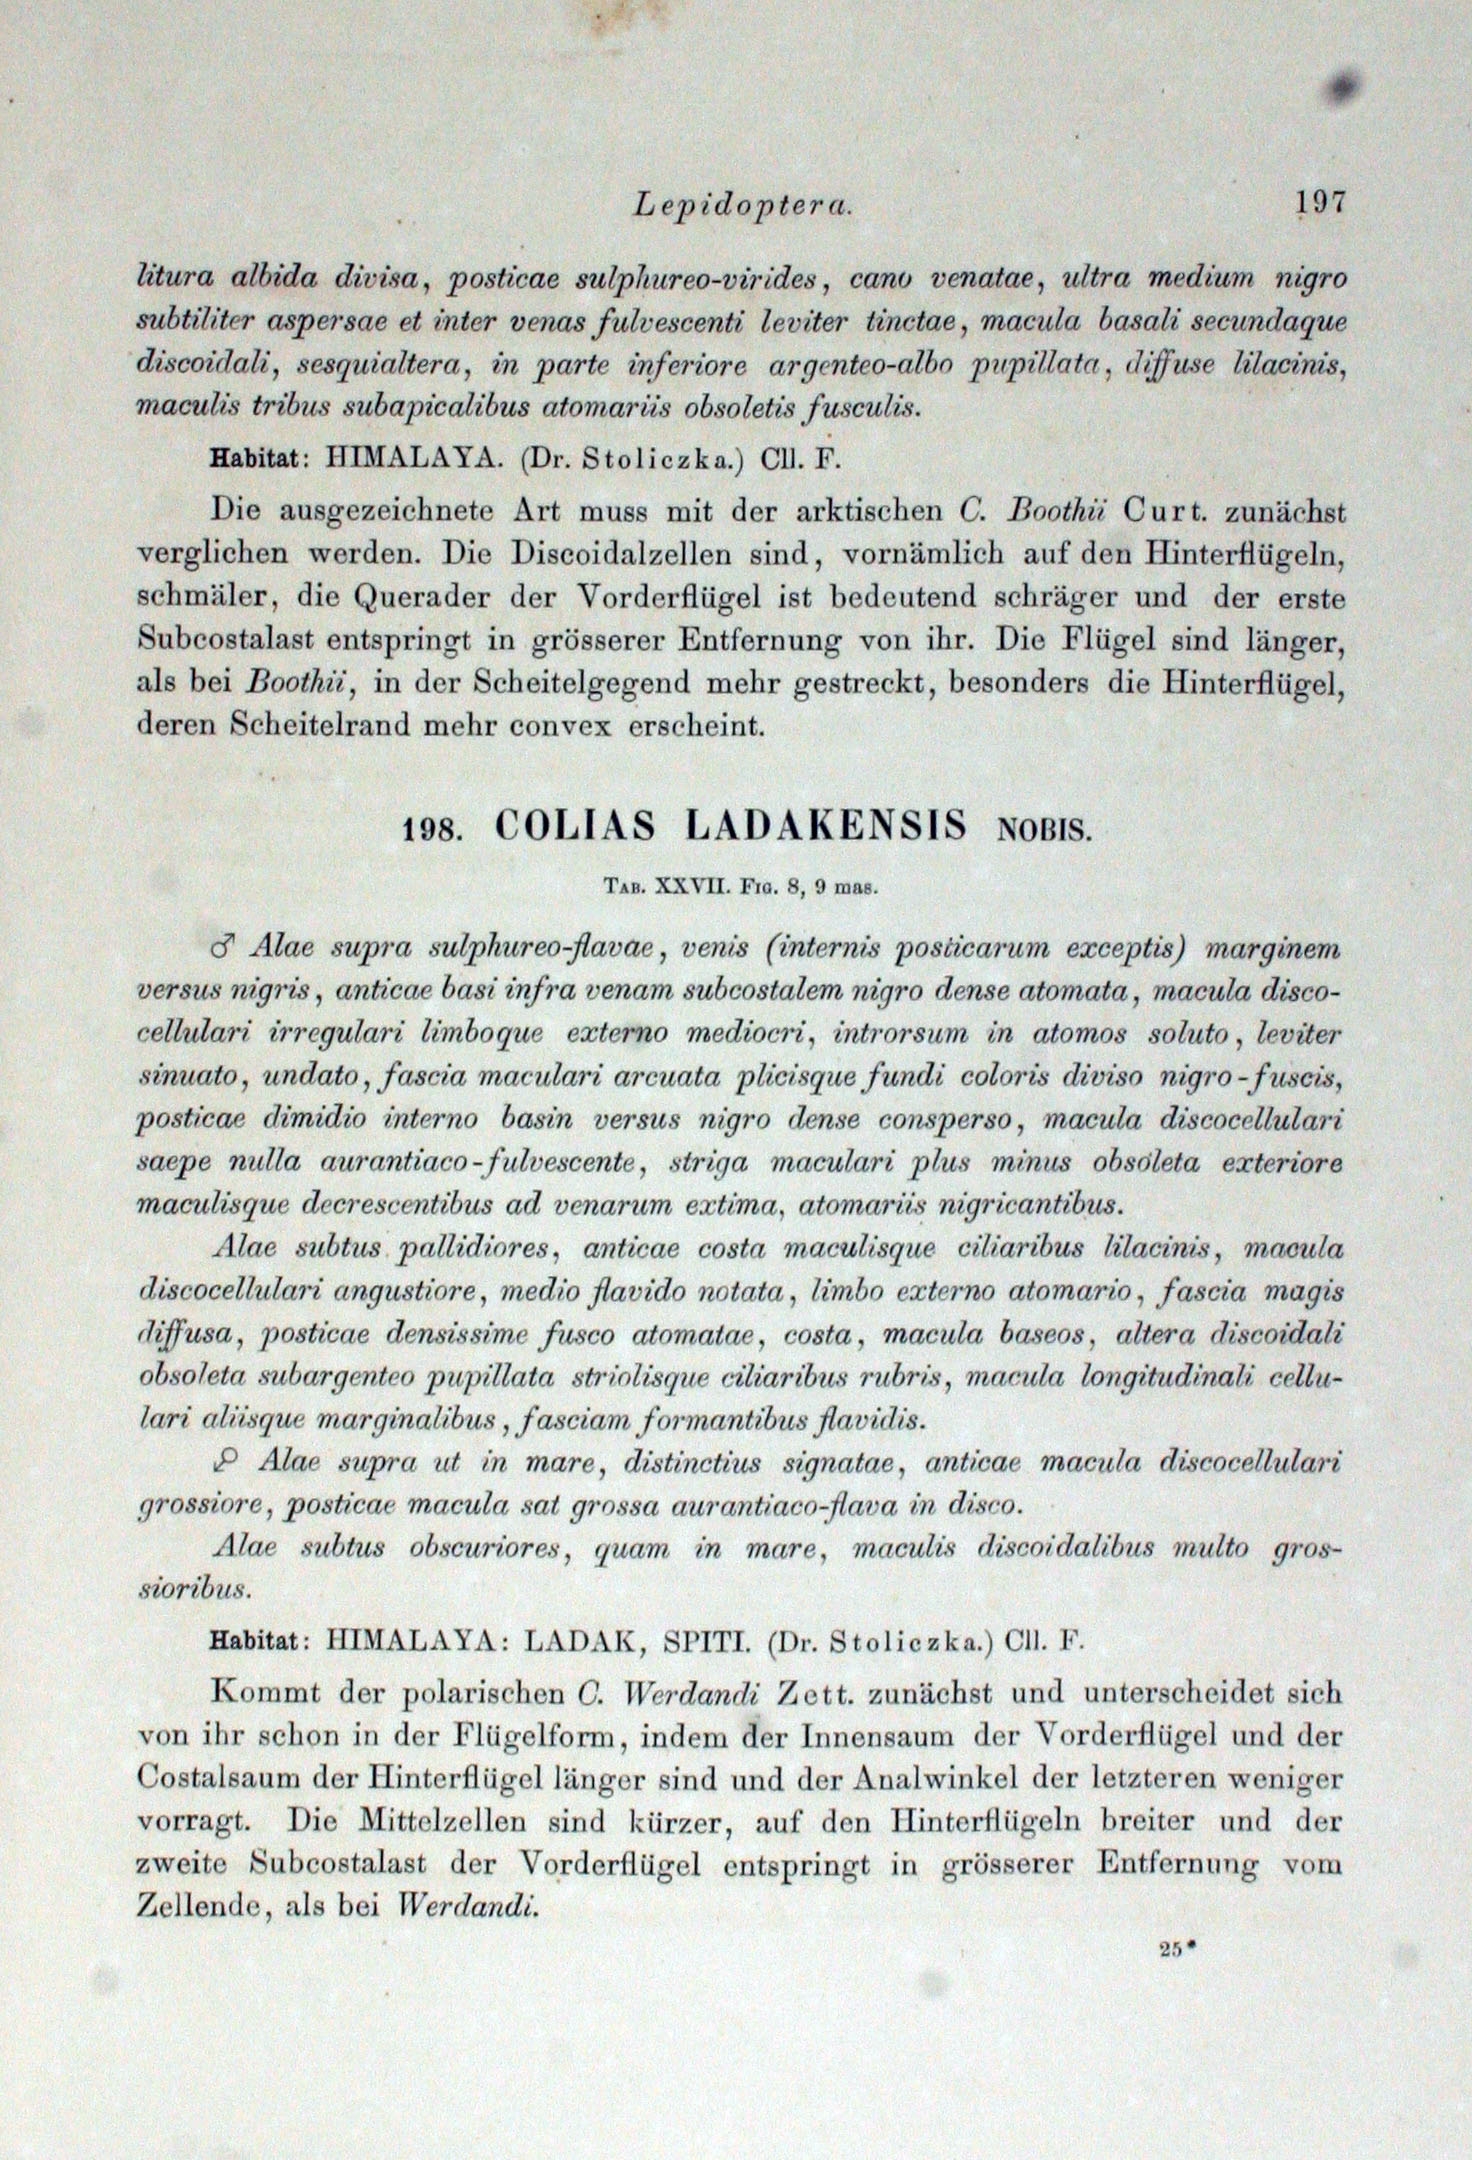 Lepidoptera. 197
litura albida divisa, posticae sulphureo-virides, cano venatae, ultra medium nigro
subtiliter aspersae et inter venas fulvescenti leviter tinctae, macula basali secundaque
discoidali, sesquialtera, in parte inferiore argenteo-albo pupillata, diffuse lilacinis,
maculis tribus subapicalibus atomariis obsoletis fusculis.
Habitat: HIMALAYA. (Dr. Stoliczka.) Cll. F.
Die ausgezeichnete Art muss mit der arktischen C. Boothii Curt. zunächst
verglichen werden. Die Discoidalzellen sind, vornämlich auf den Hinterflügeln,
schmäler, die Querader der Vorderflügel ist bedeutend schräger und der erste
Subcostalast entspringt in grösserer Entfernung von ihr. Die Flügel sind länger,
als bei Boothii, in der Scheitelgegend mehr gestreckt, besonders die Hinterflügel,
deren Scheitelrand mehr convex erscheint.
198. COLIAS LADAKENSIS NOBIS.
TAB. XXVII. FIG. 8, 9 mas.
♂ Alae supra sulphureo-flavae, venis (internis posticarum exceptis) marginem
versus nigris, anticae basi infra venam subcostalem nigro dense atomata, macula disco-
cellulari irregulari limboque externo mediocri, introrsum in atomos soluto, leviter
sinuato, undato, fascia maculari arcuata plicisque fundi coloris diviso nigro-fuscis,
posticae dimidio interno basin versus nigro dense consperso, macula discocellulari
saepe nulla aurantiaco-fulvescente, striga maculari plus minus obsoleta exteriore
maculisque decrescentibus ad venarum extima, atomariis nigricantibus.
Alae subtus pallidiores, anticae costa maculisque ciliaribus lilacinis, macula
discocellulari angustiore, medio flavido notata, limbo externo atomario, fascia magis
diffusa, posticae densissime fusco atomatae, costa, macula baseos, altera discoidali
obsoleta subargenteo pupillata striolisque ciliaribus rubris, macula longitudinali cellu-
lari aliisque marginalibus, fasciam formantibus flavidis.
♀ Alae supra ut in mare, distinctius signatae, anticae macula discocellulari
grossiore, posticae macula sat grossa aurantiaco-flava in disco.
Alae subtus obscuriores, quam in mare, maculis discoidalibus multo gros-
sioribus.
Habitat: HIMALAYA: LADAK, SPITI. (Dr. Stoliczka.) Cll. F.
Kommt der polarischen C. Werdandi Zett. zunächst und unterscheidet sich
von ihr schon in der Flügelform, indem der Innensaum der Vorderflügel und der
Costalsaum der Hinterflügel länger sind und der Analwinkel der letzteren weniger
vorragt. Die Mittelzellen sind kürzer, auf den Hinterflügeln breiter und der
zweite Subcostalast der Vorderflügel entspringt in grösserer Entfernung vom
Zellende, als bei Werdandi.
25*